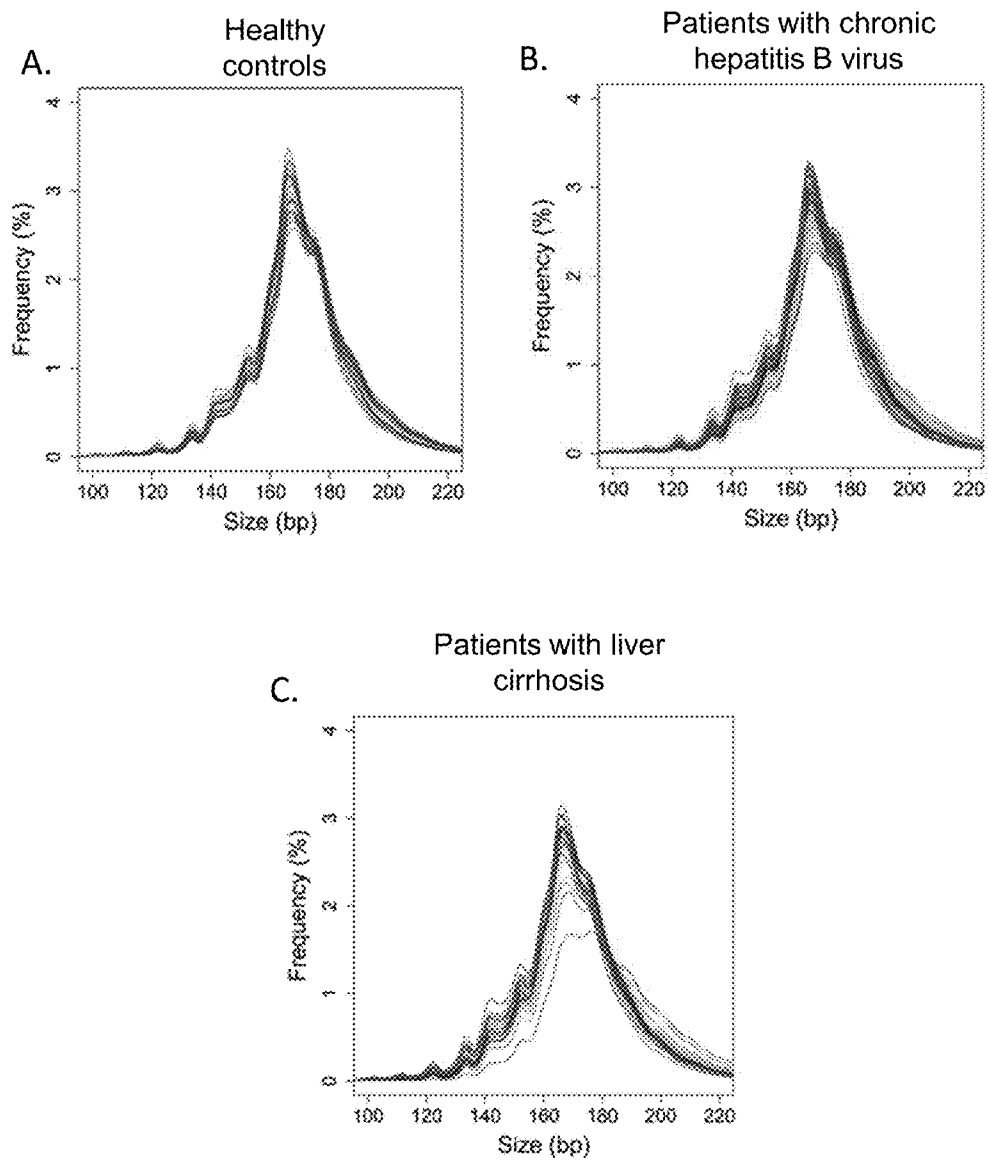 Healthy
controls
A.
Frequency (%)
4
3
2
1
0
100 120 140 160 180 200 220
Size (bp)
Patients with chronic
hepatitis B virus
B.
Frequency (%)
4
3
2
1
0
100 120 140 160 180 200 220
Size (bp)
Patients with liver
cirrhosis
C.
Frequency (%)
4
3
2
1
0
100 120 140 160 180 200 220
Size (bp)